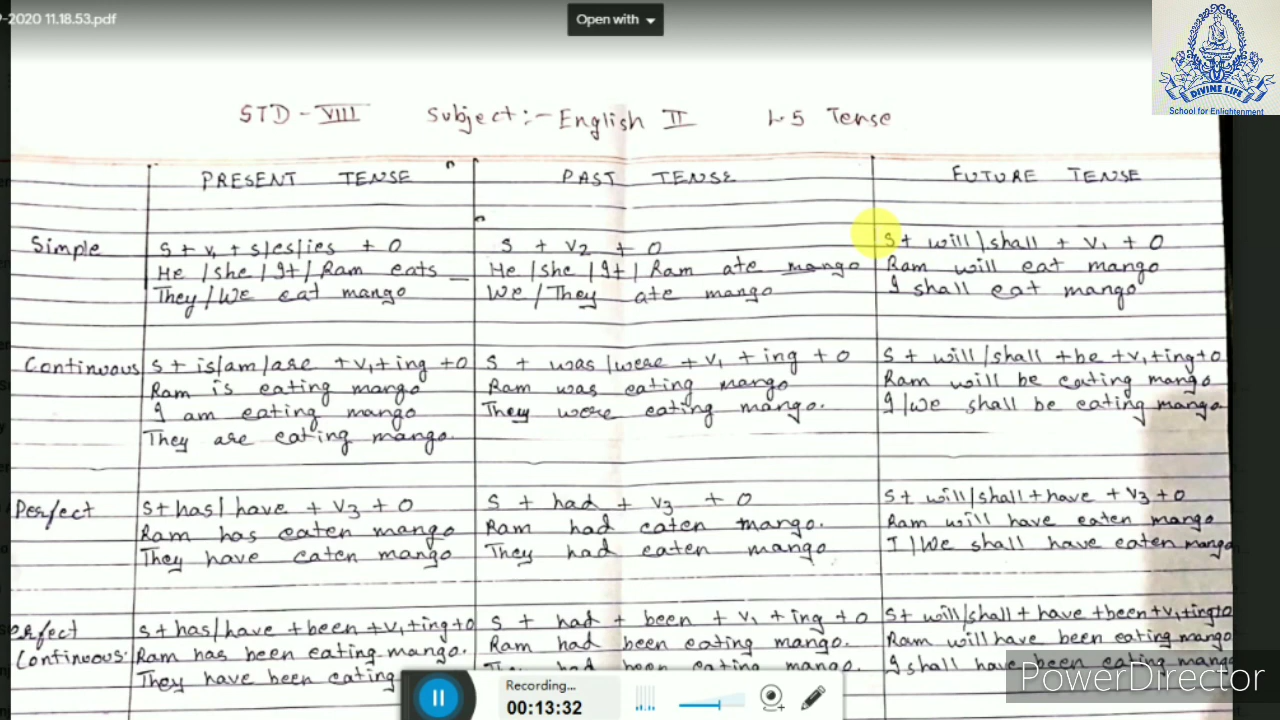 9-2020 11.18.53.pdf
Open with
DIVINE LIFE
School for Enlightenment
STD - VIII Subject :- English II L-5 Tense
PRESENT TENSE PAST TENSE FUTURE TENSE
Simple
S + V1 + s/es/ies + O
He / She / It / Ram eats _
They / We eat mango
S + V2 + O
He / She / It / Ram ate mango
We / They ate mango
S + will / shall + V1 + O
Ram will eat mango
I shall eat mango
Continuous
S + is/am/are + V1 + ing + O
Ram is eating mango
I am eating mango
They are eating mango.
S + was / were + V1 + ing + O
Ram was eating mango
They were eating mango.
S + will / shall + be + V1 + ing + O
Ram will be eating mango
I / We shall be eating mango.
Perfect
S + has / have + V3 + O
Ram has eaten mango
They have eaten mango
S + had + V3 + O
Ram had eaten mango.
They had eaten mango
S + will / shall + have + V3 + O
Ram will have eaten mango
I / We shall have eaten mango
Perfect
Continuous.
S + has / have + been + V1 + ing + O
Ram has been eating mango.
They have been eating
S + had + been + V1 + ing + O
Ram had been eating mango.
They had been eating mango.
S + will / shall + have + been + V1 + ing + O
Ram will have been eating mango
I shall have been eating mango
Recording...
00:13:32
PowerDirector